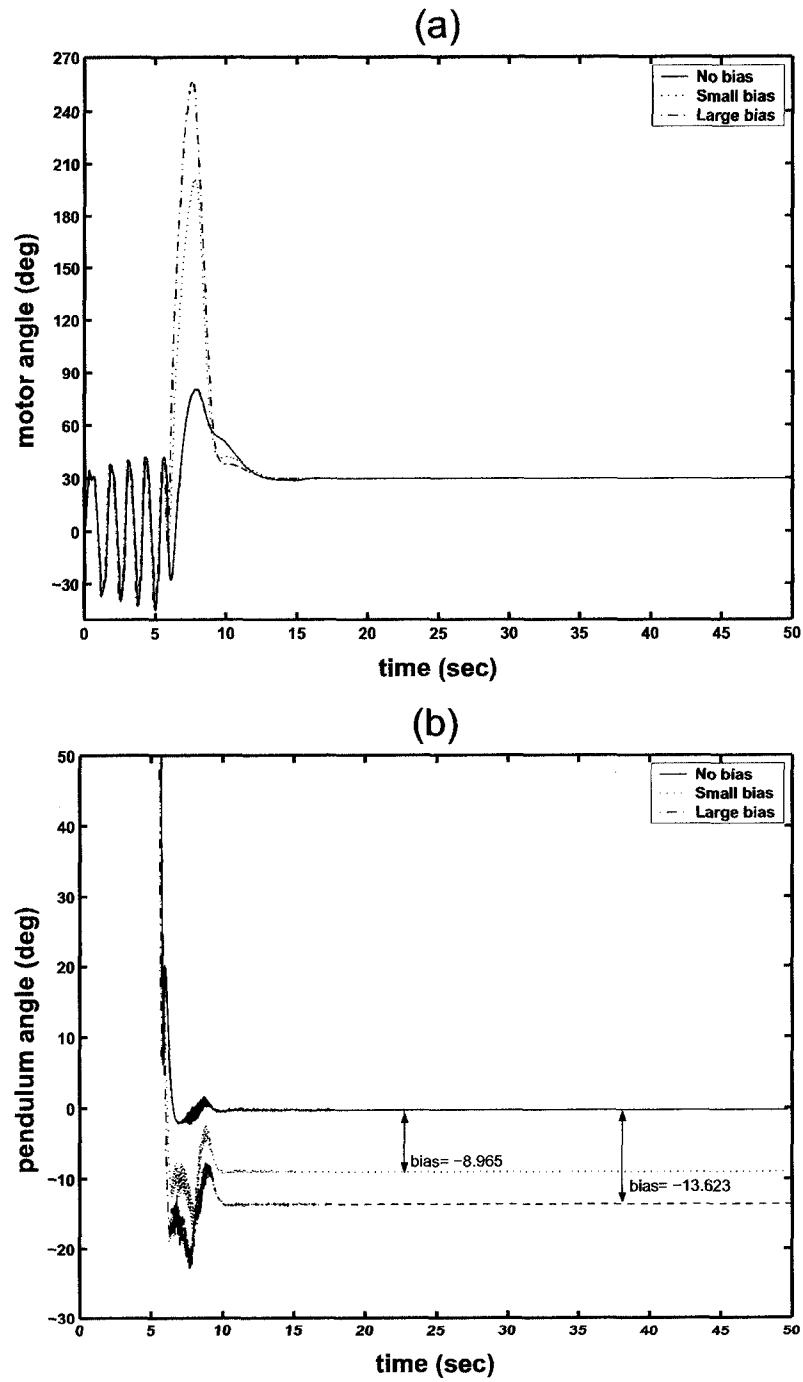 (a)
270
240
210
180
150
120
90
60
30
0
−30
motor angle (deg)
No bias
Small bias
Large bias
0 5 10 15 20 25 30 35 40 45 50
time (sec)
(b)
50
40
30
20
10
0
−10
−20
−30
pendulum angle (deg)
No bias
Small bias
Large bias
bias= −8.965
bias= −13.623
0 5 10 15 20 25 30 35 40 45 50
time (sec)